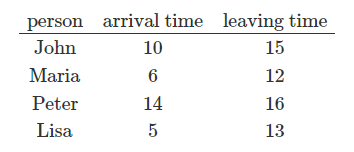 person arrival time leaving time
John 10 15
Maria 6 12
Peter 14 16
Lisa 5 13